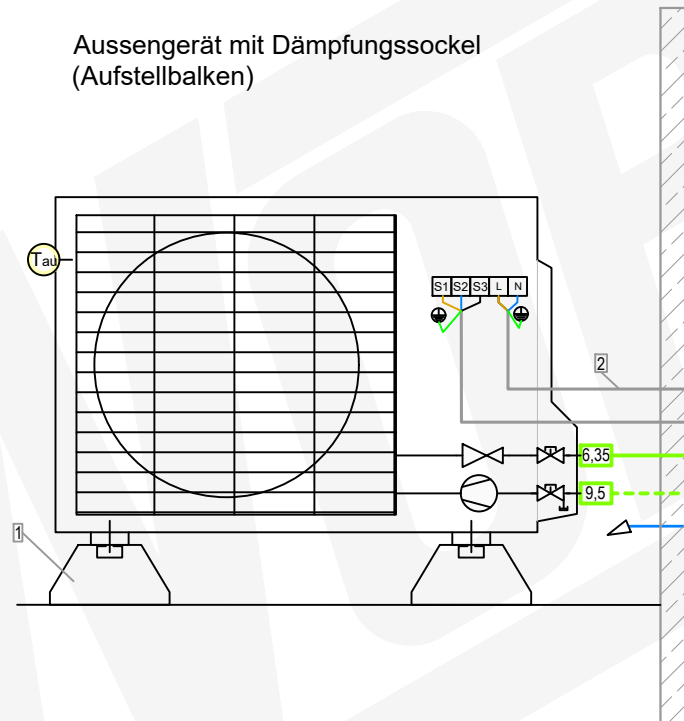 Aussengerät mit Dämpfungssockel
(Aufstellbalken)
Tau
S1 S2 S3 L N
2
6,35
9,5
1